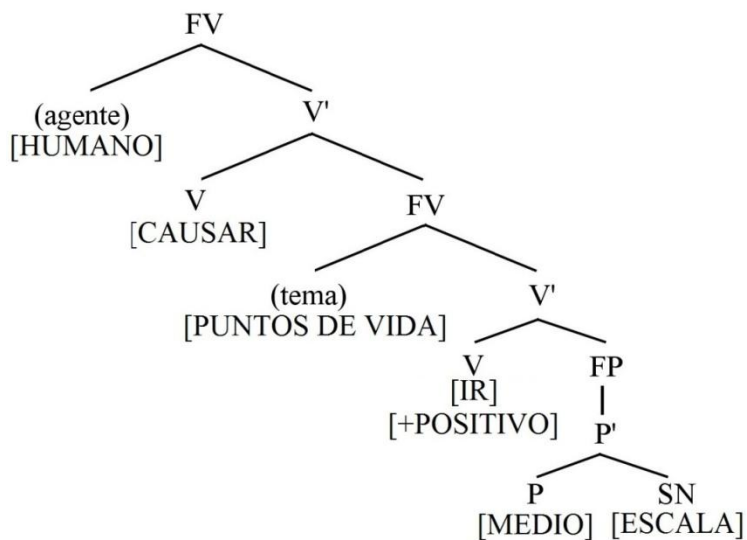 FV
(agente)
[HUMANO]
V'
V
[CAUSAR]
FV
(tema)
[PUNTOS DE VIDA]
V'
V
[IR]
[+POSITIVO]
FP
P'
P
[MEDIO]
SN
[ESCALA]